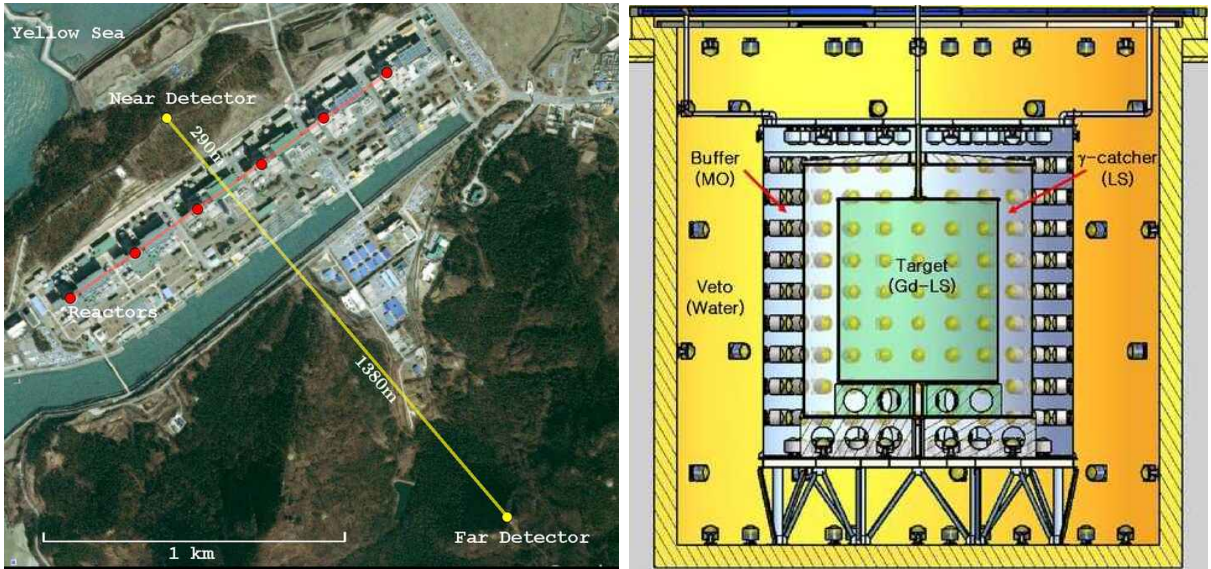 Yellow Sea
Near Detector
290m
Reactors
1380m
Far Detector
1 km
Buffer
(MO)
γ-catcher
(LS)
Target
(Gd-LS)
Veto
(Water)